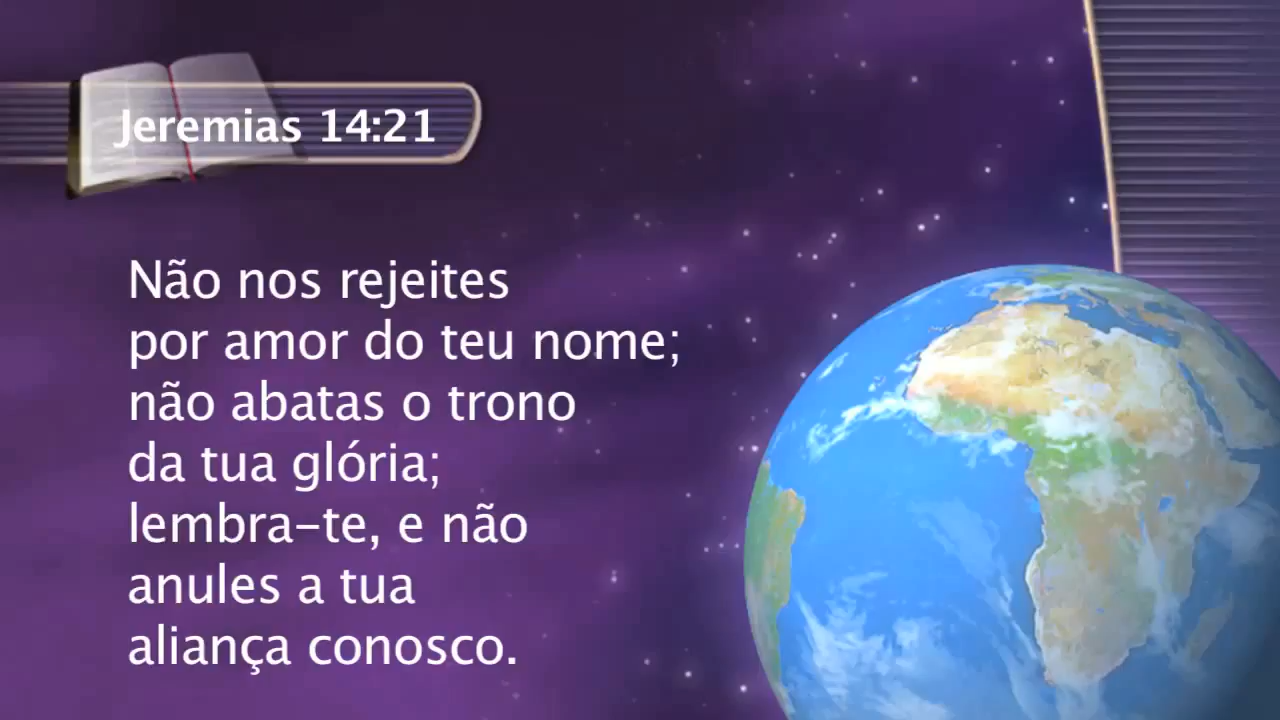 Jeremias 14:21
Não nos rejeites
por amor do teu nome;
não abatas o trono
da tua glória;
lembra-te, e não
anules a tua
aliança conosco.